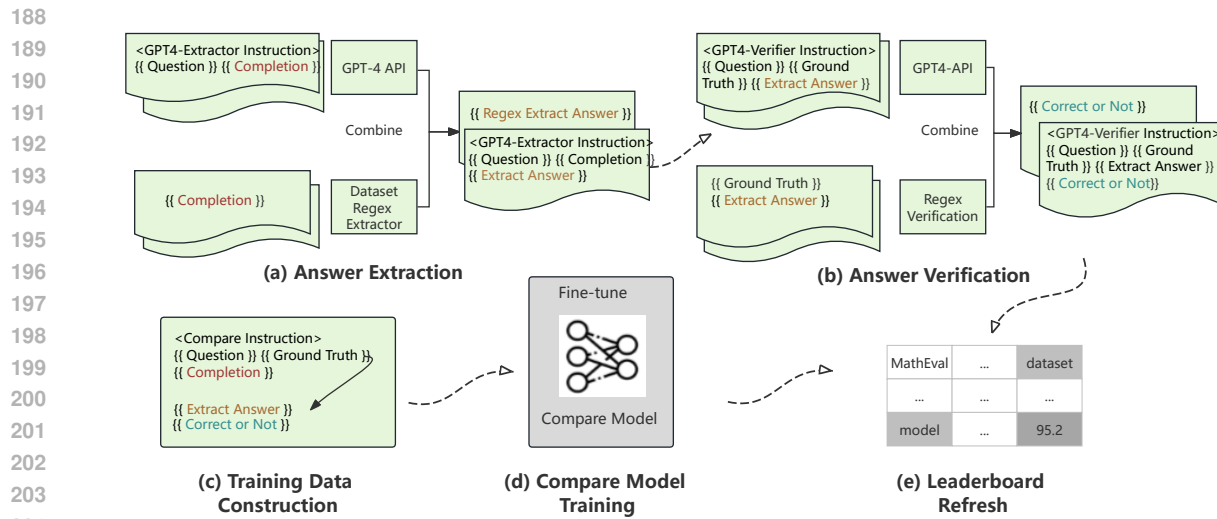 188
189
190
191
192
193
194
195
196
197
198
199
200
201
202
203
<GPT4-Extractor Instruction>
{{ Question }} {{ Completion }}
GPT-4 API
Combine
{{ Completion }}
Dataset
Regex
Extractor
{{ Regex Extract Answer }}
<GPT4-Extractor Instruction>
{{ Question }} {{ Completion }}
{{ Extract Answer }}
(a) Answer Extraction
<GPT4-Verifier Instruction>
{{ Question }} {{ Ground
Truth }} {{ Extract Answer }}
GPT4-API
Combine
{{ Ground Truth }}
{{ Extract Answer }}
Regex
Verification
{{ Correct or Not }}
<GPT4-Verifier Instruction>
{{ Question }} {{ Ground
Truth }} {{ Extract Answer }}
{{ Correct or Not}}
(b) Answer Verification
<Compare Instruction>
{{ Question }} {{ Ground Truth }}
{{ Completion }}
{{ Extract Answer }}
{{ Correct or Not }}
(c) Training Data
Construction
Fine-tune
Compare Model
(d) Compare Model
Training
MathEval ... dataset
... ... ...
model ... 95.2
(e) Leaderboard
Refresh